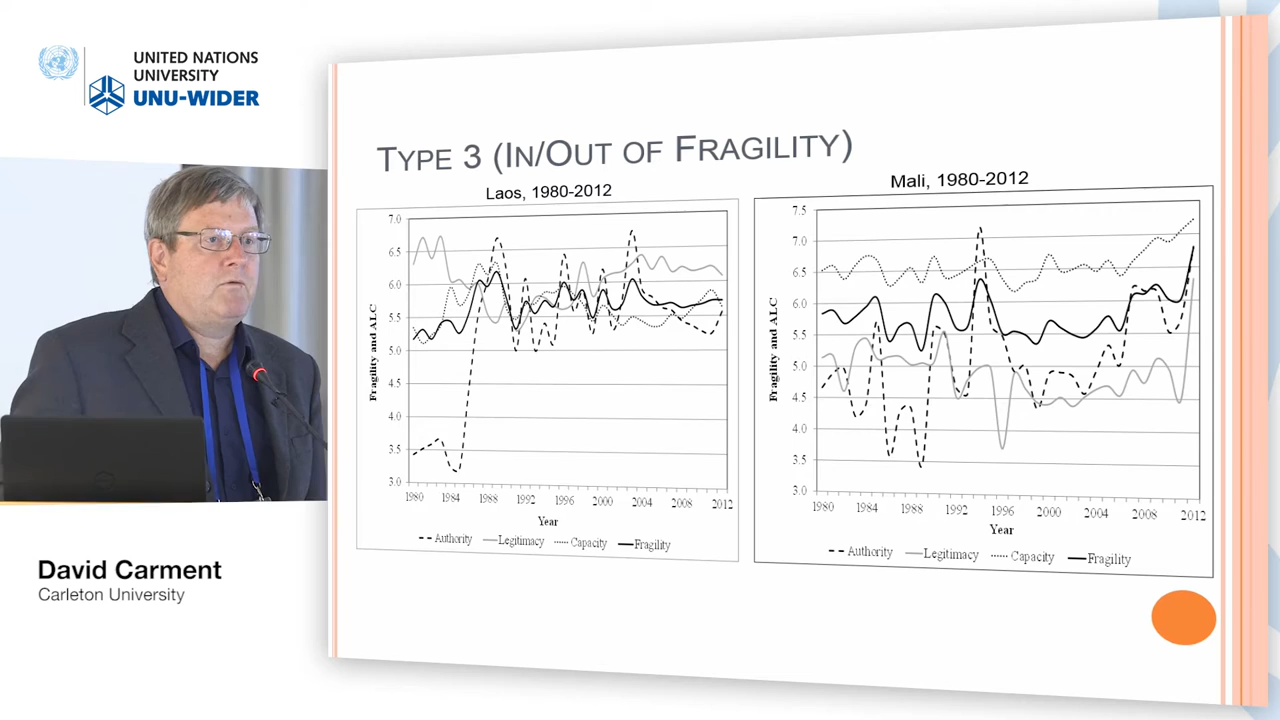 UNITED NATIONS
UNIVERSITY
UNU-WIDER
David Carment
Carleton University
TYPE 3 (IN/OUT OF FRAGILITY)
Laos, 1980-2012
7.0
6.5
6.0
5.5
5.0
4.5
4.0
3.5
3.0
Fragility and ALC
1980 1984 1988 1992 1996 2000 2004 2008 2012
Year
Authority Legitimacy Capacity Fragility
Mali, 1980-2012
7.5
7.0
6.5
6.0
5.5
5.0
4.5
4.0
3.5
3.0
Fragility and ALC
1980 1984 1988 1992 1996 2000 2004 2008 2012
Year
Authority Legitimacy Capacity Fragility